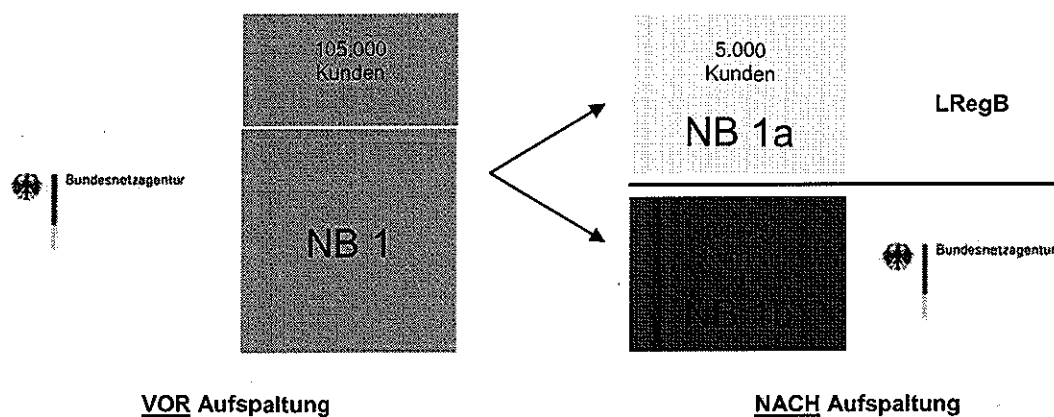 105.000
Kunden
NB 1
Bundesnetzagentur
VOR Aufspaltung
5.000
Kunden
NB 1a
LRegB
Bundesnetzagentur
NACH Aufspaltung